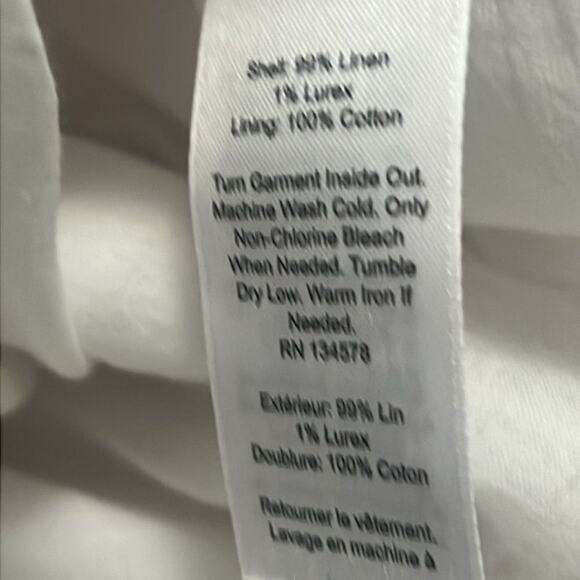 Shell: 99% Linen
1% Lurex
Lining: 100% Cotton
Turn Garment Inside Out.
Machine Wash Cold. Only
Non-Chlorine Bleach
When Needed. Tumble
Dry Low. Warm Iron If
Needed.
RN 134578
Extérieur: 99% Lin
1% Lurex
Doublure: 100% Coton
Retourner le vêtement.
Lavage en machine à